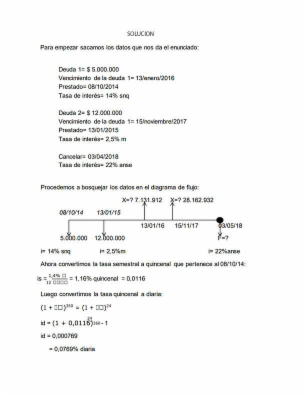 SOLUCION
Para empezar sacamos los datos que nos da el enunciado:
Deuda 1= $ 5.000.000
Vencimiento de la deuda 1= 13/enero/2016
Prestado= 08/10/2014
Tasa de interés= 14% snq
Deuda 2= $ 12.000.000
Vencimiento de la deuda 1= 15/noviembre/2017
Prestado= 13/01/2015
Tasa de interés= 2,5% m
Cancelar= 03/04/2018
Tasa de interés= 22% anse
Procedemos a bosquejar los datos en el diagrama de flujo:
X=? 7.131.912 X=? 28.162.932
08/10/14 13/01/15
13/01/16 15/11/17 03/05/18
5.000.000 12.000.000 F=?
i= 14% snq i= 2,5%m i= 22%anse
Ahora convertimos la tasa semestral a quincenal que pertenece al 08/10/14:
is = 14% □ / 12 □□□□ = 1,16% quincenal = 0,0116
Luego convertimos la tasa quincenal a diaria:
(1 + □□)³⁶⁰ = (1 + □□)²⁴
id = (1 + 0,0116)^24/360 - 1
id = 0,000769
= 0,0769% diaria